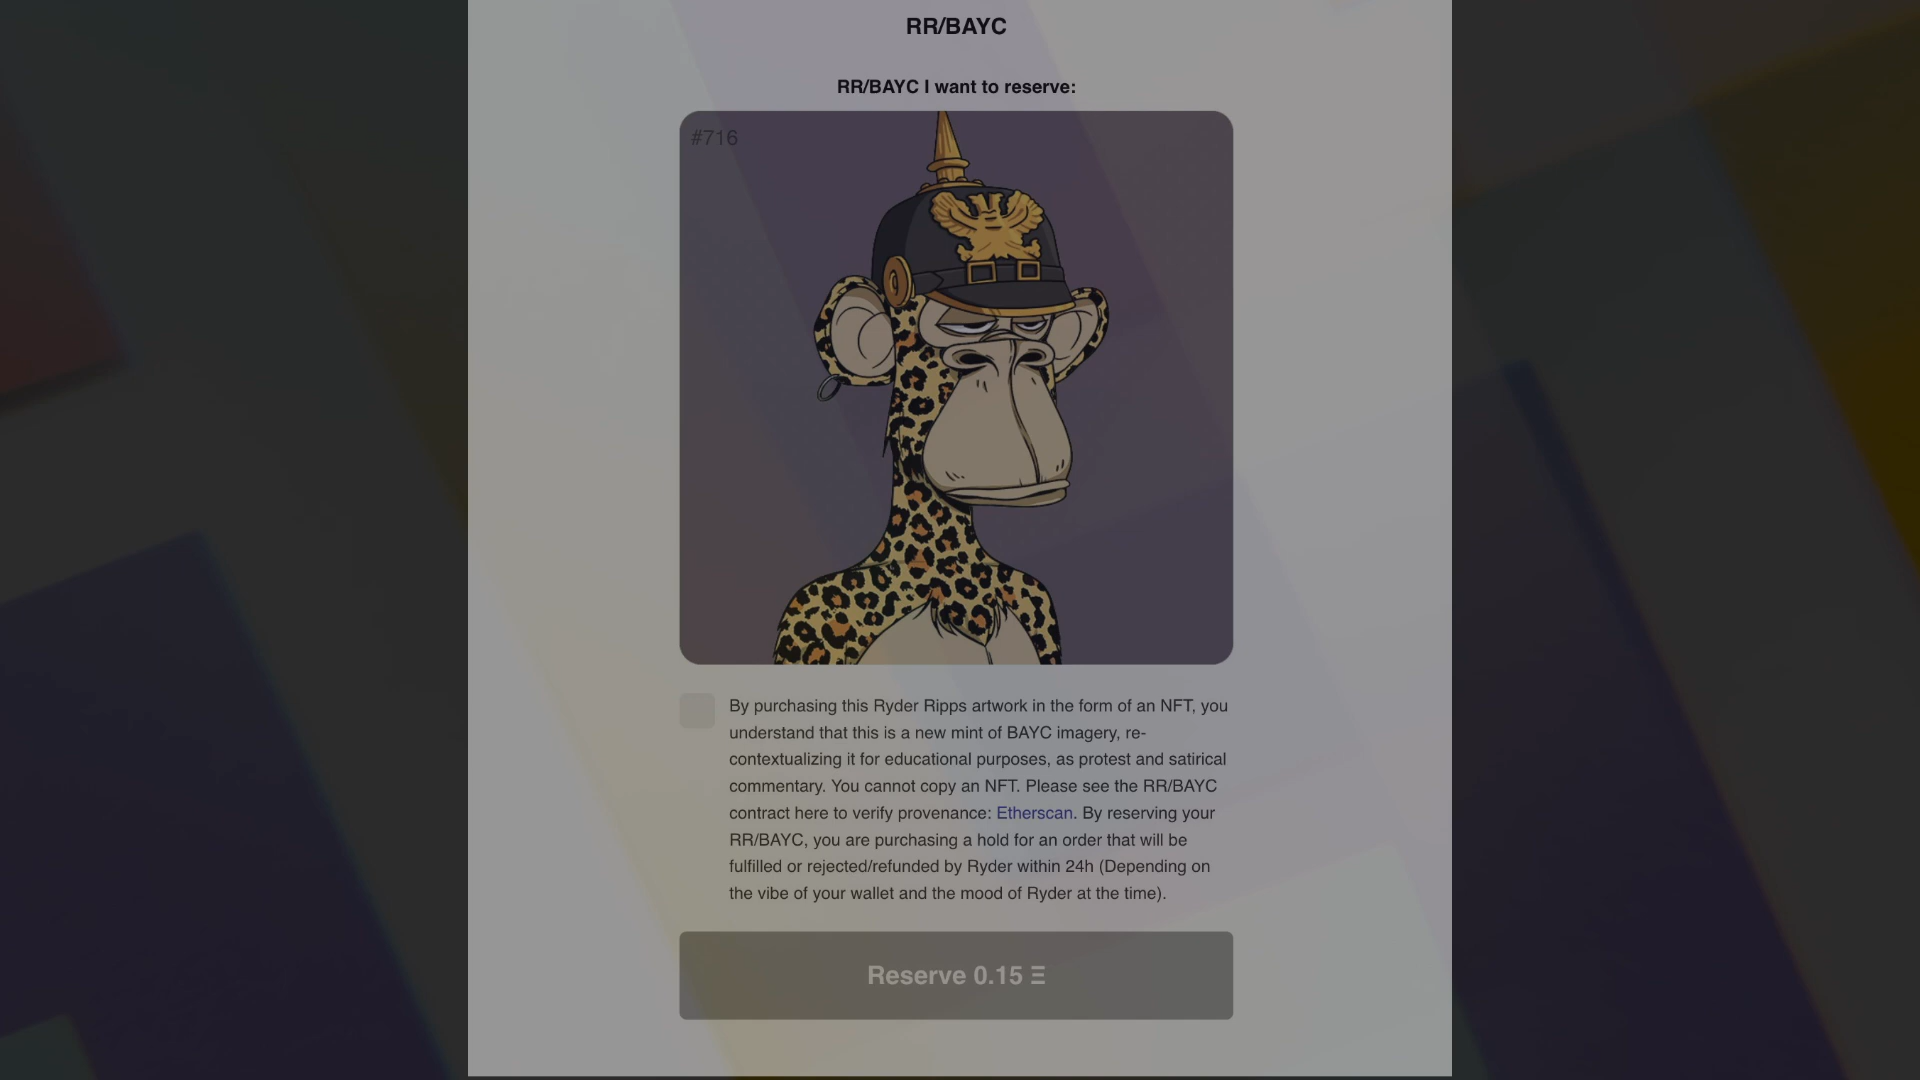 RR/BAYC
RR/BAYC I want to reserve:
#716
By purchasing this Ryder Ripps artwork in the form of an NFT, you
understand that this is a new mint of BAYC imagery, re-
contextualizing it for educational purposes, as protest and satirical
commentary. You cannot copy an NFT. Please see the RR/BAYC
contract here to verify provenance: Etherscan. By reserving your
RR/BAYC, you are purchasing a hold for an order that will be
fulfilled or rejected/refunded by Ryder within 24h (Depending on
the vibe of your wallet and the mood of Ryder at the time).
Reserve 0.15 Ξ